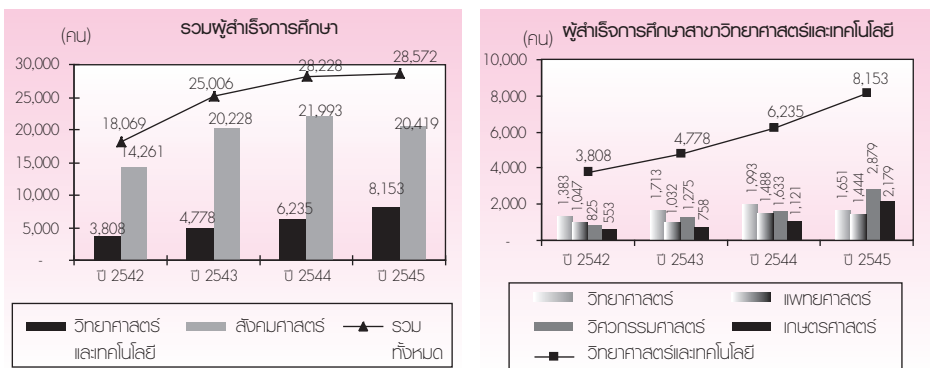 รวมผู้สำเร็จการศึกษา
(คน)
30,000
25,000
20,000
15,000
10,000
5,000
-
18,069
25,006
28,228
28,572
14,261
20,228
21,993
20,419
3,808
4,778
6,235
8,153
ปี 2542 ปี 2543 ปี 2544 ปี 2545
วิทยาศาสตร์และเทคโนโลยี สังคมศาสตร์ รวมทั้งหมด
ผู้สำเร็จการศึกษาสาขาวิทยาศาสตร์และเทคโนโลยี
(คน)
10,000
8,000
6,000
4,000
2,000
-
3,808
4,778
6,235
8,153
1,383 1,047 825 553
1,713 1,032 1,275 758
1,993 1,488 1,633 1,121
1,651 1,444 2,879 2,179
ปี 2542 ปี 2543 ปี 2544 ปี 2545
วิทยาศาสตร์ แพทยศาสตร์
วิศวกรรมศาสตร์ เกษตรศาสตร์
วิทยาศาสตร์และเทคโนโลยี